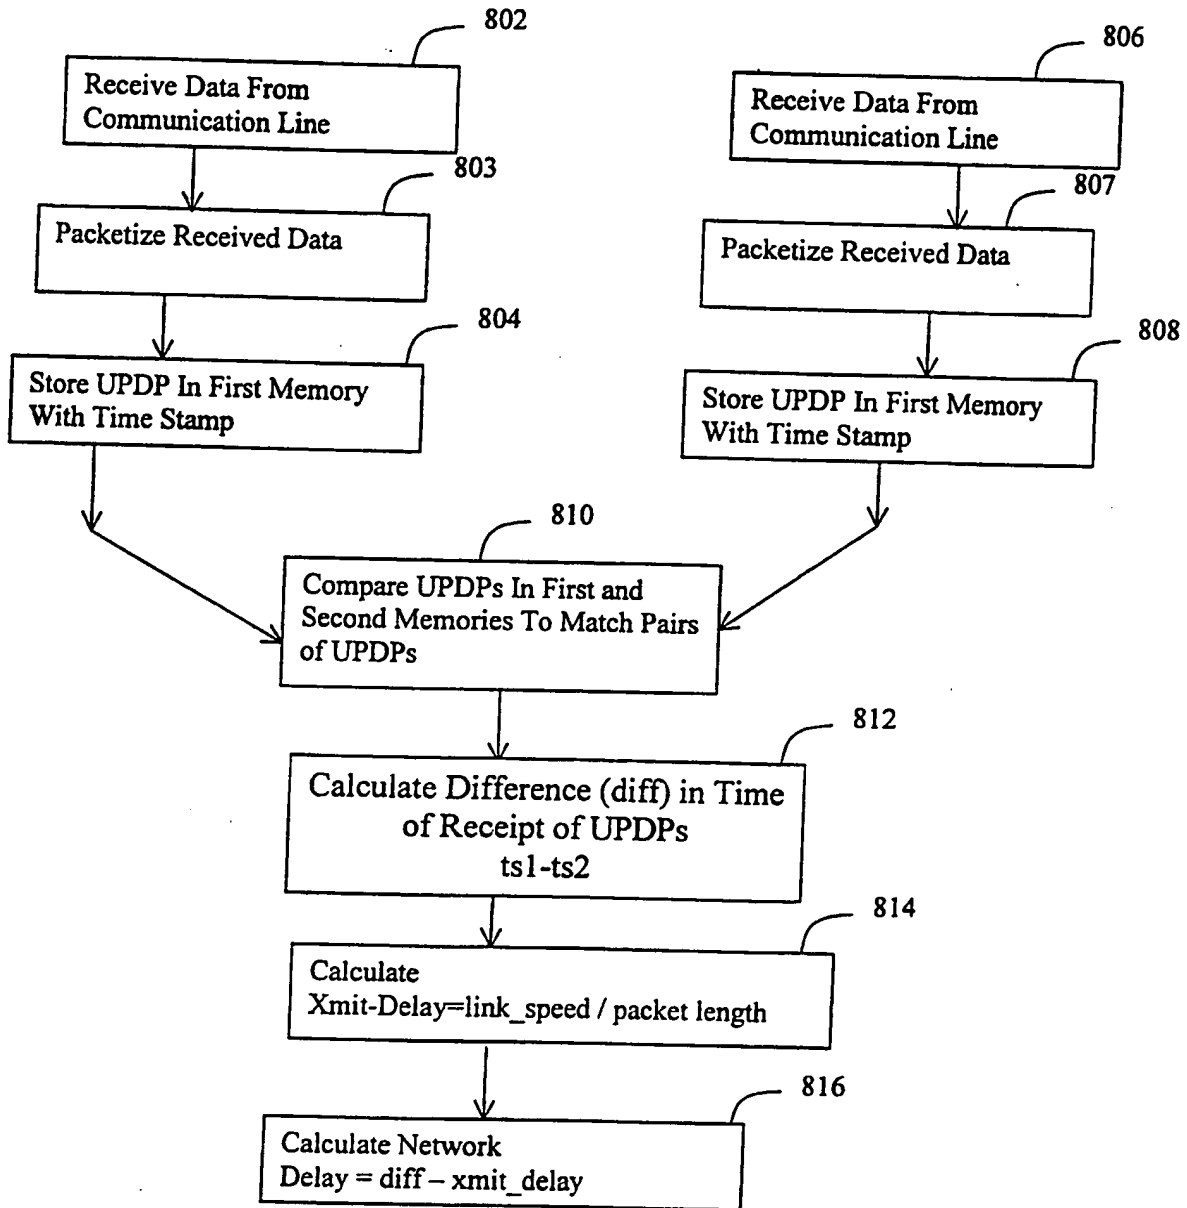 802
Receive Data From
Communication Line
803
Packetize Received Data
804
Store UPDP In First Memory
With Time Stamp
806
Receive Data From
Communication Line
807
Packetize Received Data
808
Store UPDP In First Memory
With Time Stamp
810
Compare UPDPs In First and
Second Memories To Match Pairs
of UPDPs
812
Calculate Difference (diff) in Time
of Receipt of UPDPs
ts1-ts2
814
Calculate
Xmit-Delay=link_speed / packet length
816
Calculate Network
Delay = diff – xmit_delay